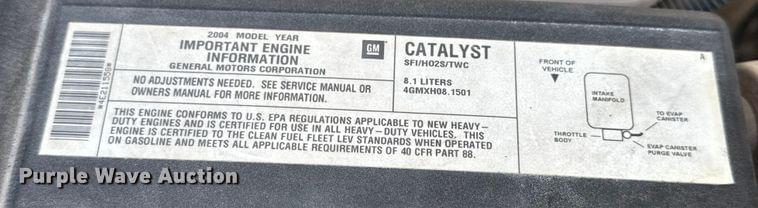 2004 MODEL YEAR
IMPORTANT ENGINE
INFORMATION
GENERAL MOTORS CORPORATION
GM
NO ADJUSTMENTS NEEDED. SEE SERVICE MANUAL OR
OWNERS MANUAL FOR MORE INFORMATION.
CATALYST
SFI/HO2S/TWC
8.1 LITERS
4GMXH08.1501
THIS ENGINE CONFORMS TO U.S. EPA REGULATIONS APPLICABLE TO NEW HEAVY–
DUTY ENGINES AND IS CERTIFIED FOR USE IN ALL HEAVY–DUTY VEHICLES. THIS
ENGINE IS CERTIFIED TO THE CLEAN FUEL FLEET LEV STANDARDS WHEN OPERATED
ON GASOLINE AND MEETS ALL APPLICABLE REQUIREMENTS OF 40 CFR PART 88.
A
FRONT OF
VEHICLE
INTAKE
MANIFOLD
TO EVAP
CANISTER
THROTTLE
BODY
EVAP CANISTER
PURGE VALVE
Purple Wave Auction